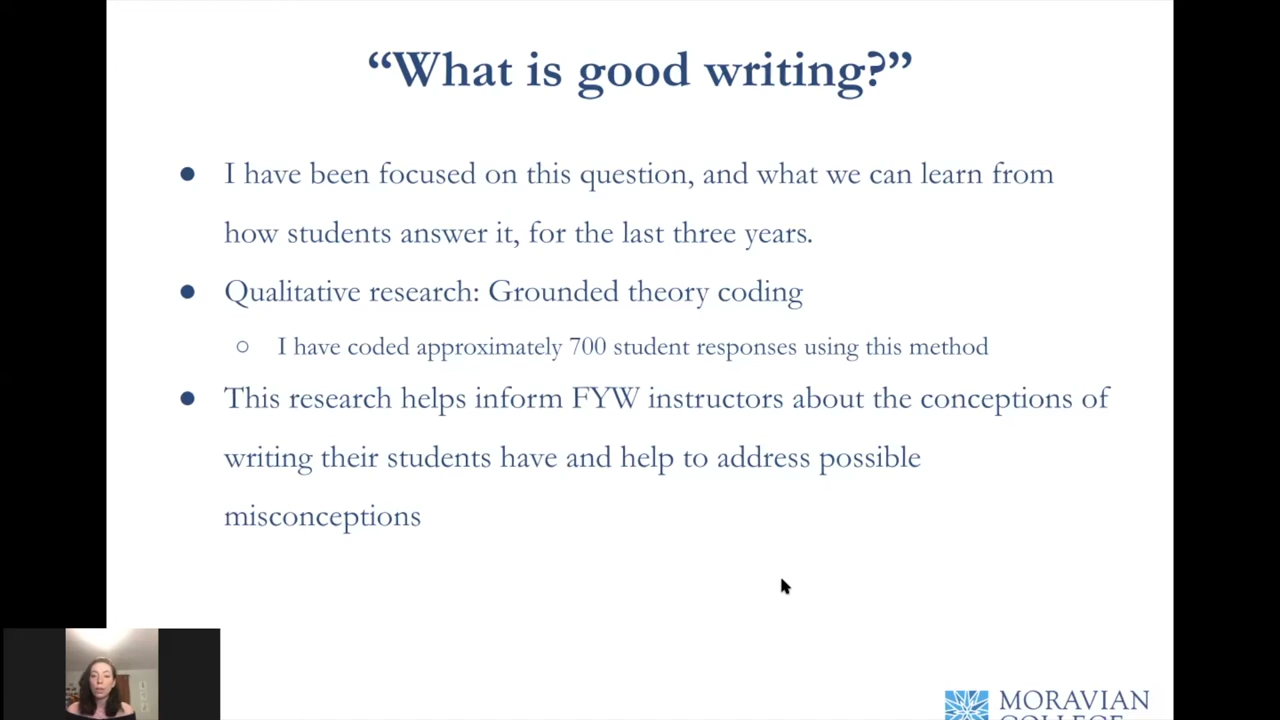 “What is good writing?”
● I have been focused on this question, and what we can learn from
how students answer it, for the last three years.
● Qualitative research: Grounded theory coding
○ I have coded approximately 700 student responses using this method
● This research helps inform FYW instructors about the conceptions of
writing their students have and help to address possible
misconceptions
MORAVIAN
COLLEGE